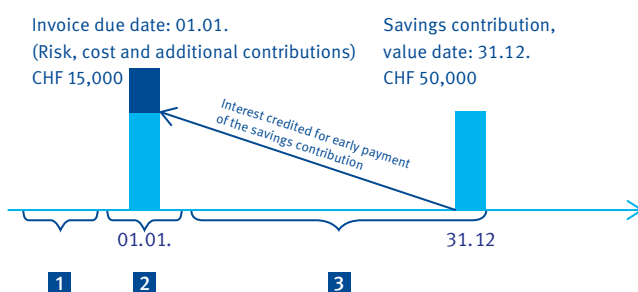 Invoice due date: 01.01.
(Risk, cost and additional contributions)
CHF 15,000
Savings contribution,
value date: 31.12.
CHF 50,000
Interest credited for early payment
of the savings contribution
01.01.
31.12
1
2
3